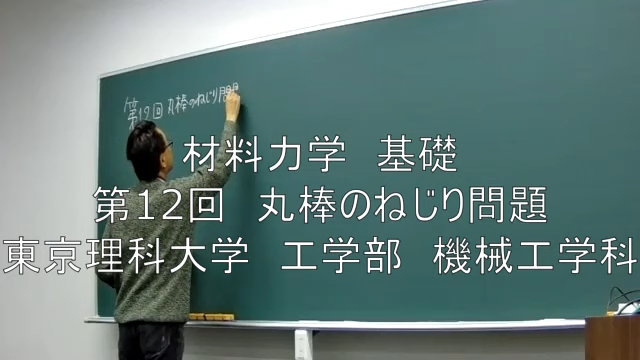 第12回 丸棒のねじり問題
材料力学　基礎
第12回　丸棒のねじり問題
東京理科大学　工学部　機械工学科